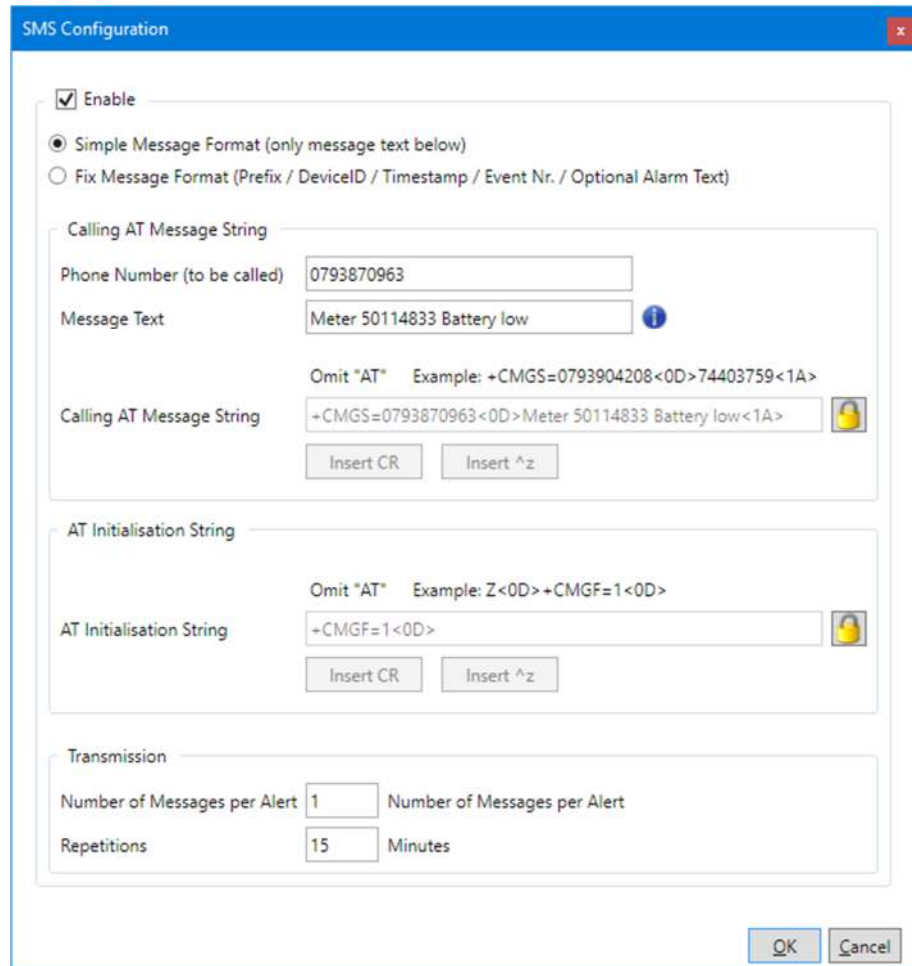 SMS Configuration x
Enable
Simple Message Format (only message text below)
Fix Message Format (Prefix / DeviceID / Timestamp / Event Nr. / Optional Alarm Text)
Calling AT Message String
Phone Number (to be called) 0793870963
Message Text Meter 50114833 Battery low i
Omit "AT" Example: +CMGS=0793904208<0D>74403759<1A>
Calling AT Message String +CMGS=0793870963<0D>Meter 50114833 Battery low<1A>
Insert CR Insert ^z
AT Initialisation String
Omit "AT" Example: Z<0D>+CMGF=1<0D>
AT Initialisation String +CMGF=1<0D>
Insert CR Insert ^z
Transmission
Number of Messages per Alert 1 Number of Messages per Alert
Repetitions 15 Minutes
OK Cancel